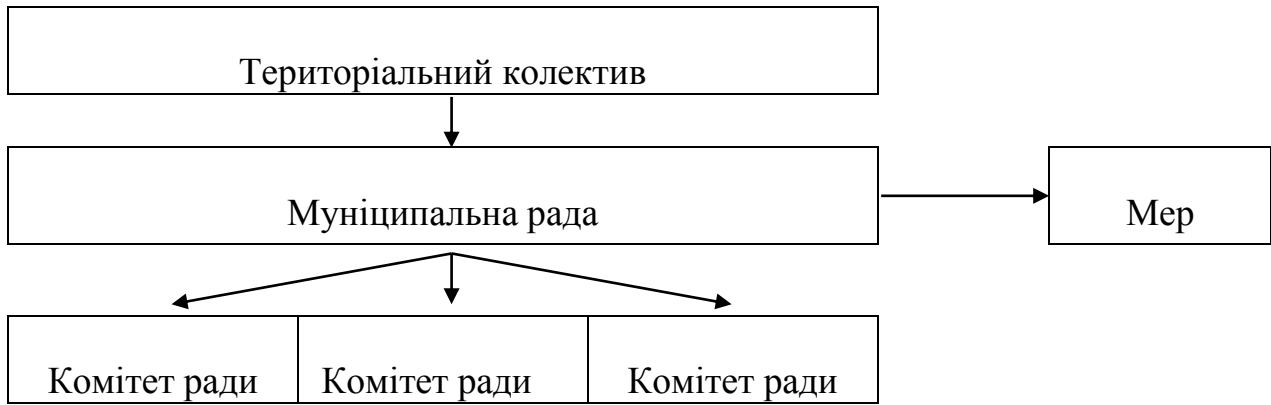 Територіальний колектив
Муніципальна рада
Мер
Комітет ради
Комітет ради
Комітет ради